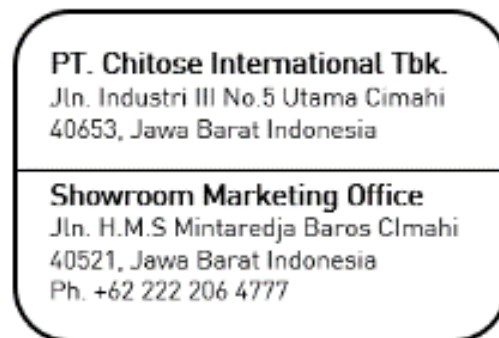 PT. Chitose International Tbk.
Jln. Industri III No.5 Utama Cimahi
40653, Jawa Barat Indonesia
Showroom Marketing Office
Jln. H.M.S Mintaredja Baros CImahi
40521, Jawa Barat Indonesia
Ph. +62 222 206 4777